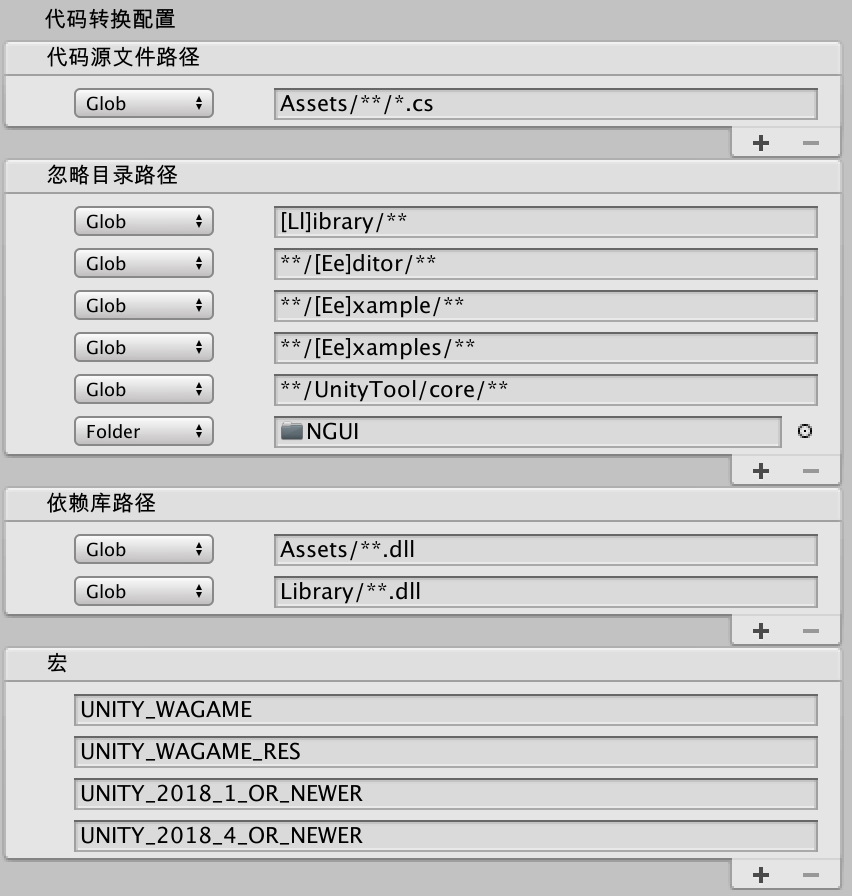 代码转换配置
代码源文件路径
Glob Assets/**/*.cs
忽略目录路径
Glob [Ll]ibrary/**
Glob **/[Ee]ditor/**
Glob **/[Ee]xample/**
Glob **/[Ee]xamples/**
Glob **/UnityTool/core/**
Folder NGUI
依赖库路径
Glob Assets/**.dll
Glob Library/**.dll
宏
UNITY_WAGAME
UNITY_WAGAME_RES
UNITY_2018_1_OR_NEWER
UNITY_2018_4_OR_NEWER